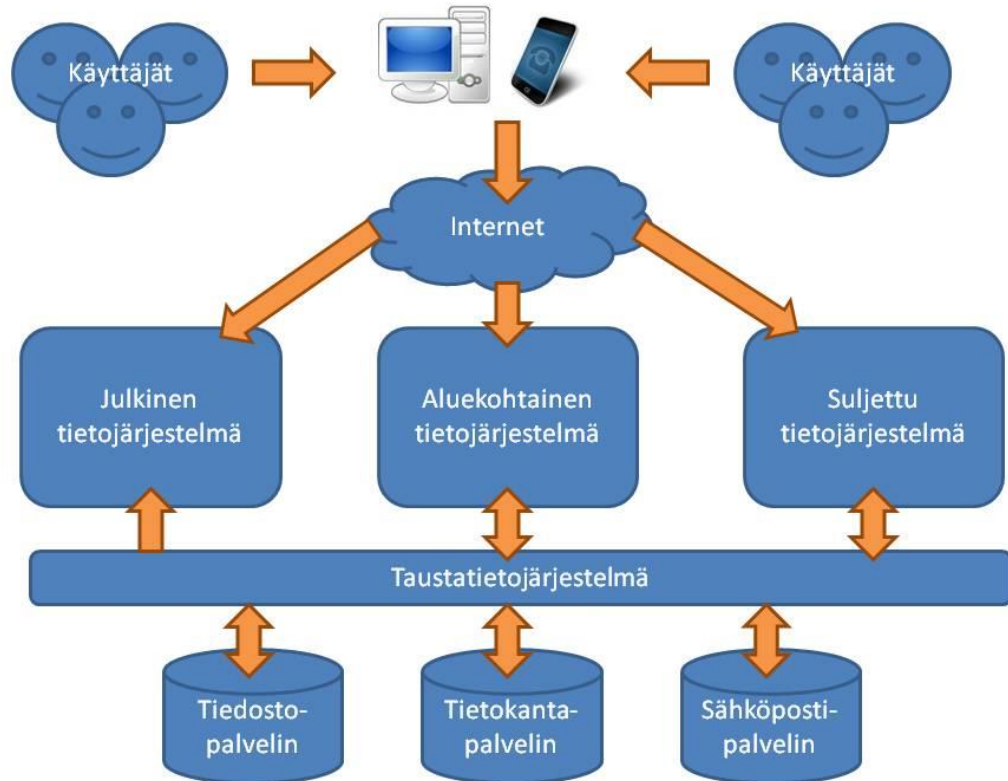 Käyttäjät
Käyttäjät
Internet
Julkinen
tietojärjestelmä
Aluekohtainen
tietojärjestelmä
Suljettu
tietojärjestelmä
Taustatietojärjestelmä
Tiedosto-
palvelin
Tietokanta-
palvelin
Sähköposti-
palvelin